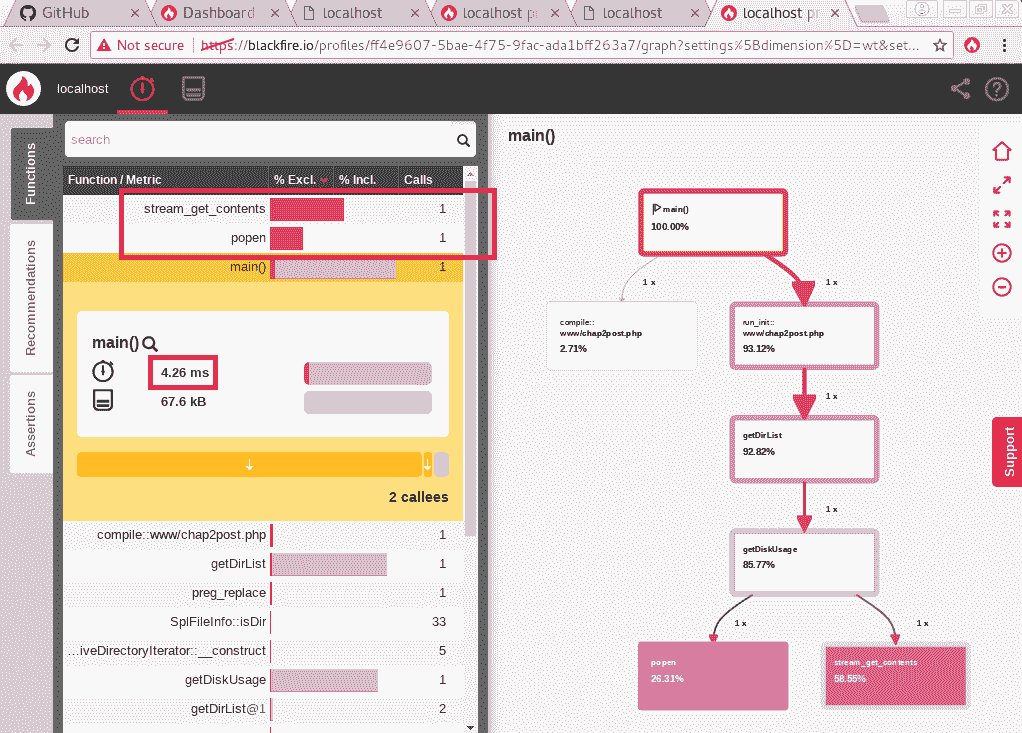 GitHub
Dashboard
localhost
localhost p
localhost
localhost p
Not secure
https://blackfire.io/profiles/ff4e9607-5bae-4f75-9fac-ada1bff263a7/graph?settings%5Bdimension%5D=wt&set...
localhost
Functions
Recommendations
Assertions
search
Function / Metric % Excl. % Incl. Calls
stream_get_contents 1
popen 1
main() 1
main()
4.26 ms
67.6 kB
2 callees
compile::www/chap2post.php 1
getDirList 1
preg_replace 1
SplFileInfo::isDir 33
...iveDirectoryIterator::__construct 5
getDiskUsage 1
getDirList@1 2
main()
main()
100.00%
1 x
1 x
compile::
www/chap2post.php
2.71%
run_init::
www/chap2post.php
93.12%
1 x
getDirList
92.82%
1 x
getDiskUsage
85.77%
1 x
1 x
popen
26.31%
stream_get_contents
58.55%
Support